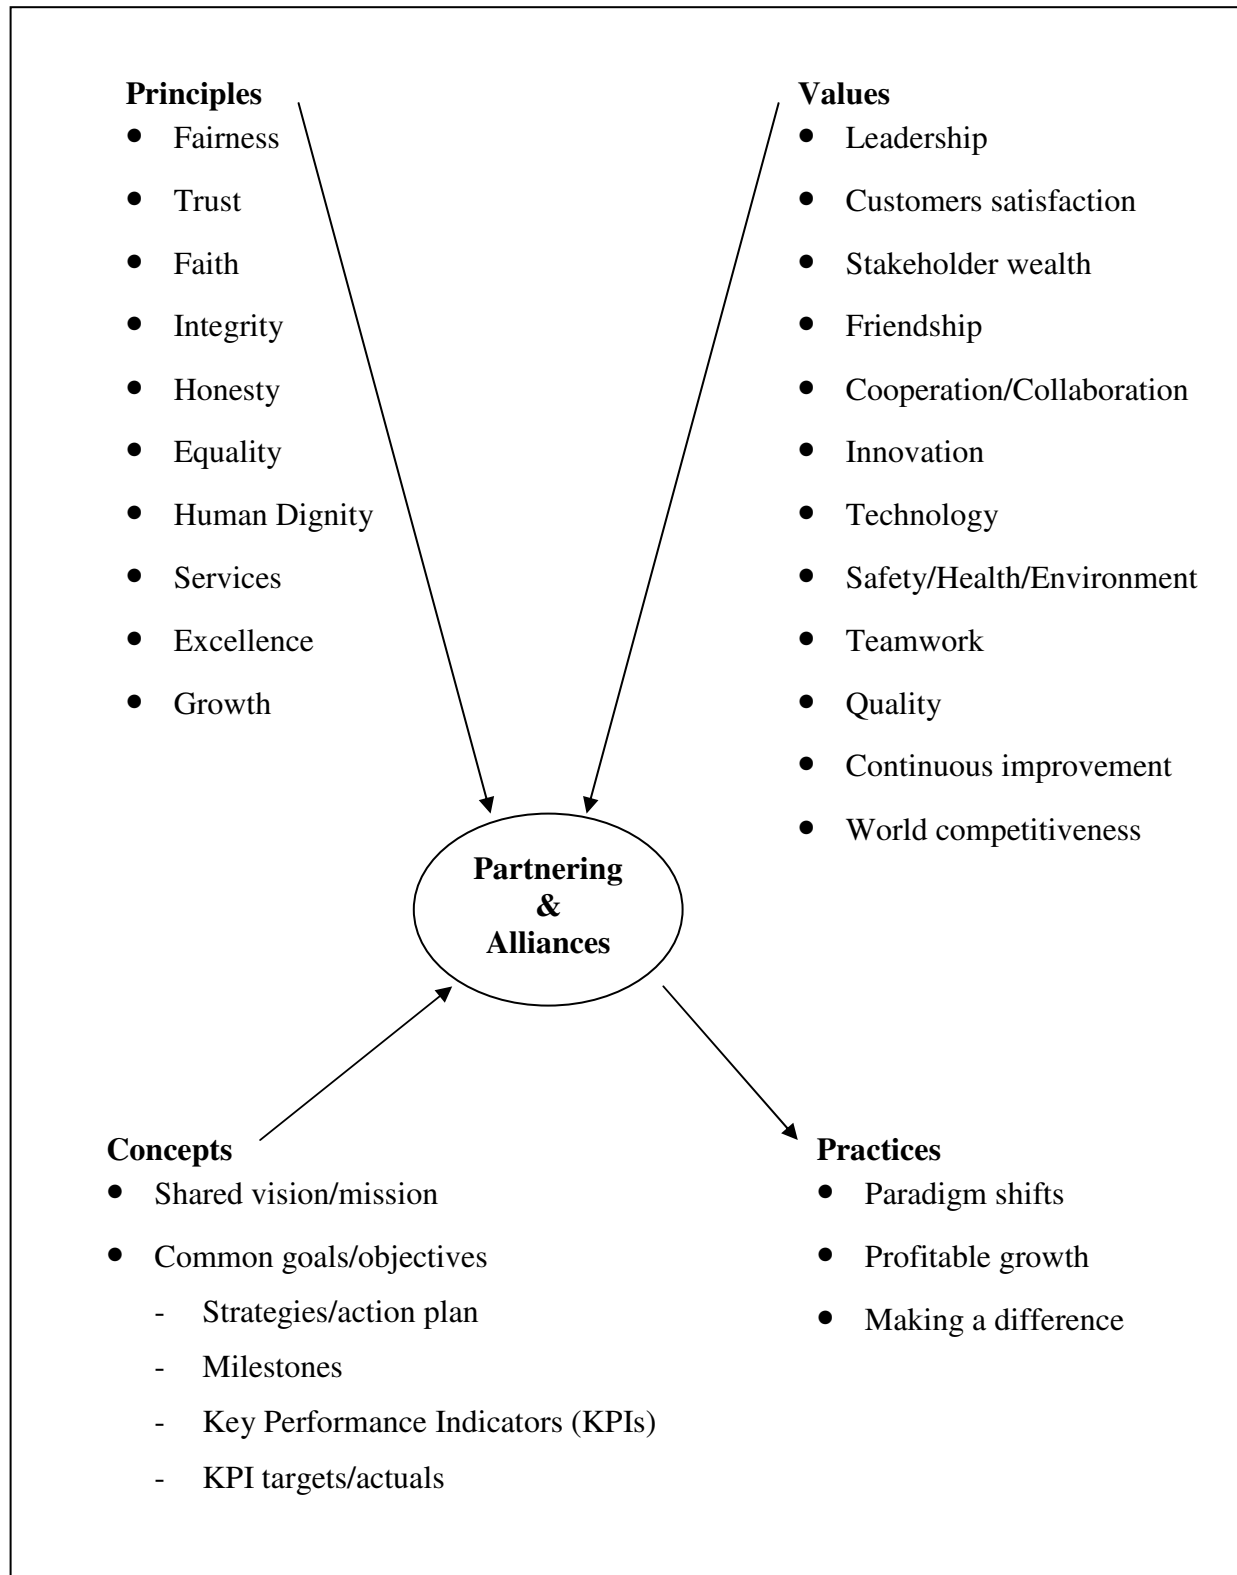 Principles
• Fairness
• Trust
• Faith
• Integrity
• Honesty
• Equality
• Human Dignity
• Services
• Excellence
• Growth
Values
• Leadership
• Customers satisfaction
• Stakeholder wealth
• Friendship
• Cooperation/Collaboration
• Innovation
• Technology
• Safety/Health/Environment
• Teamwork
• Quality
• Continuous improvement
• World competitiveness
Partnering
&
Alliances
Concepts
• Shared vision/mission
• Common goals/objectives
- Strategies/action plan
- Milestones
- Key Performance Indicators (KPIs)
- KPI targets/actuals
Practices
• Paradigm shifts
• Profitable growth
• Making a difference